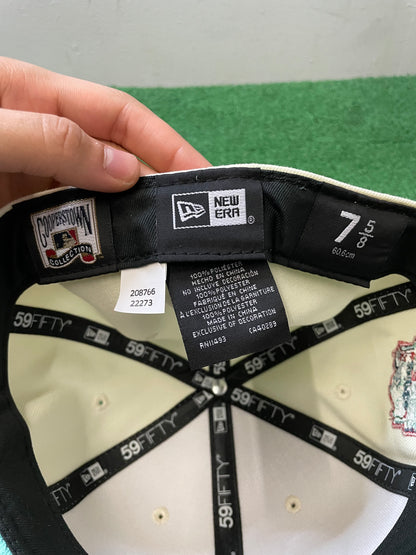 COOPERSTOWN
COLLECTION
NEW
ERA
®
7 5/8
60.6cm
208766
22273
100%POLIÉSTER
HECHO EN CHINA
NO INCLUYE DECORACIÓN
100%POLYESTER
FABRIQUÉ EN CHINE
À L'EXCLUSION DE LA GARNITURE
100%POLYESTER
MADE IN CHINA
EXCLUSIVE OF DECORATION
RN11493 CA40289
59FIFTY
59FIFTY
59FIFTY
59FIFTY
59FIFTY
59FIFTY
59FIFTY